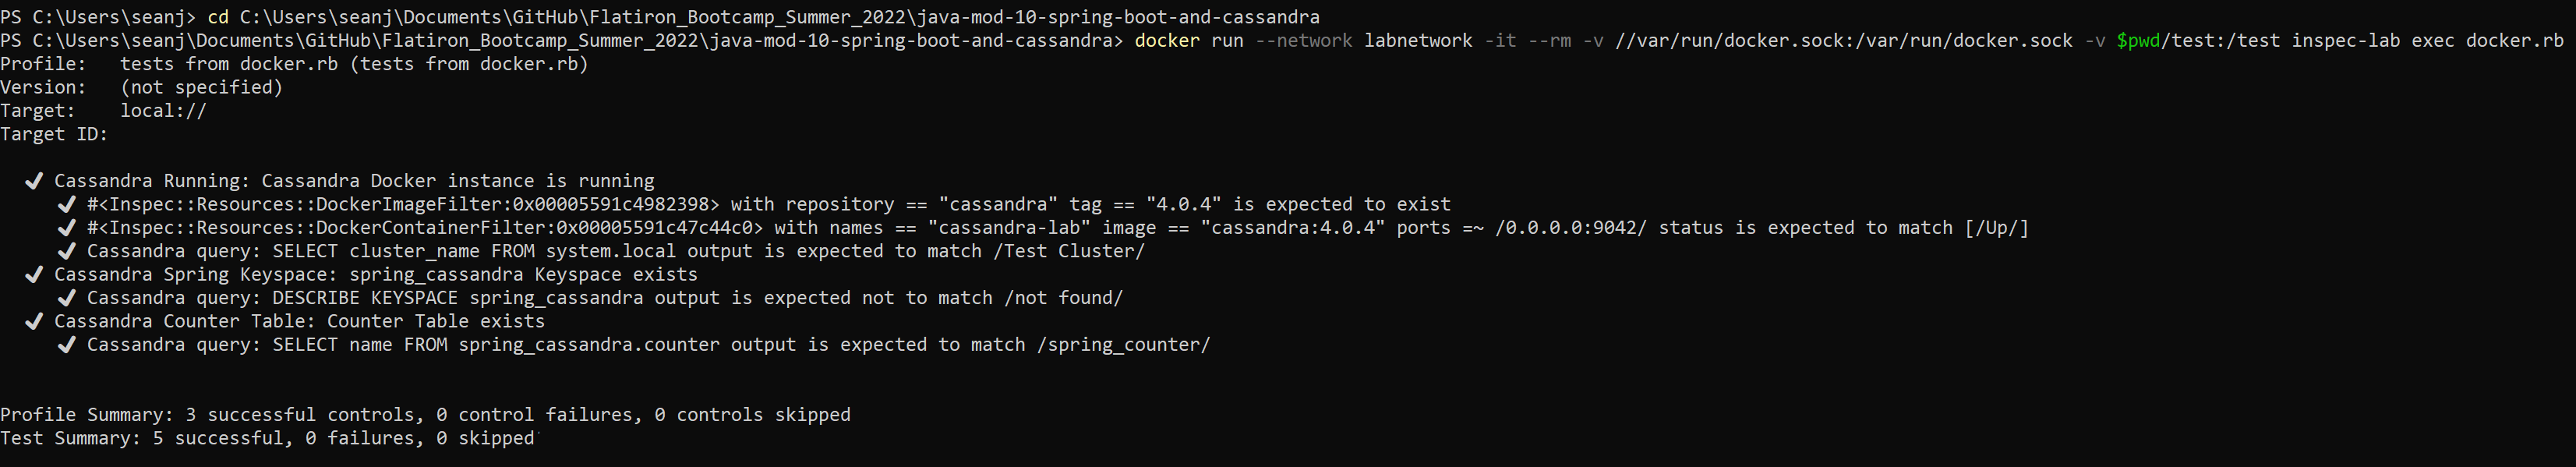 PS C:\Users\seanj> cd C:\Users\seanj\Documents\GitHub\Flatiron_Bootcamp_Summer_2022\java-mod-10-spring-boot-and-cassandra
PS C:\Users\seanj\Documents\GitHub\Flatiron_Bootcamp_Summer_2022\java-mod-10-spring-boot-and-cassandra> docker run --network labnetwork -it --rm -v //var/run/docker.sock:/var/run/docker.sock -v $pwd/test:/test inspec-lab exec docker.rb
Profile:   tests from docker.rb (tests from docker.rb)
Version:   (not specified)
Target:    local://
Target ID:
✔ Cassandra Running: Cassandra Docker instance is running
✔ #<Inspec::Resources::DockerImageFilter:0x00005591c4982398> with repository == "cassandra" tag == "4.0.4" is expected to exist
✔ #<Inspec::Resources::DockerContainerFilter:0x00005591c47c44c0> with names == "cassandra-lab" image == "cassandra:4.0.4" ports =~ /0.0.0.0:9042/ status is expected to match [/Up/]
✔ Cassandra query: SELECT cluster_name FROM system.local output is expected to match /Test Cluster/
✔ Cassandra Spring Keyspace: spring_cassandra Keyspace exists
✔ Cassandra query: DESCRIBE KEYSPACE spring_cassandra output is expected not to match /not found/
✔ Cassandra Counter Table: Counter Table exists
✔ Cassandra query: SELECT name FROM spring_cassandra.counter output is expected to match /spring_counter/
Profile Summary: 3 successful controls, 0 control failures, 0 controls skipped
Test Summary: 5 successful, 0 failures, 0 skipped